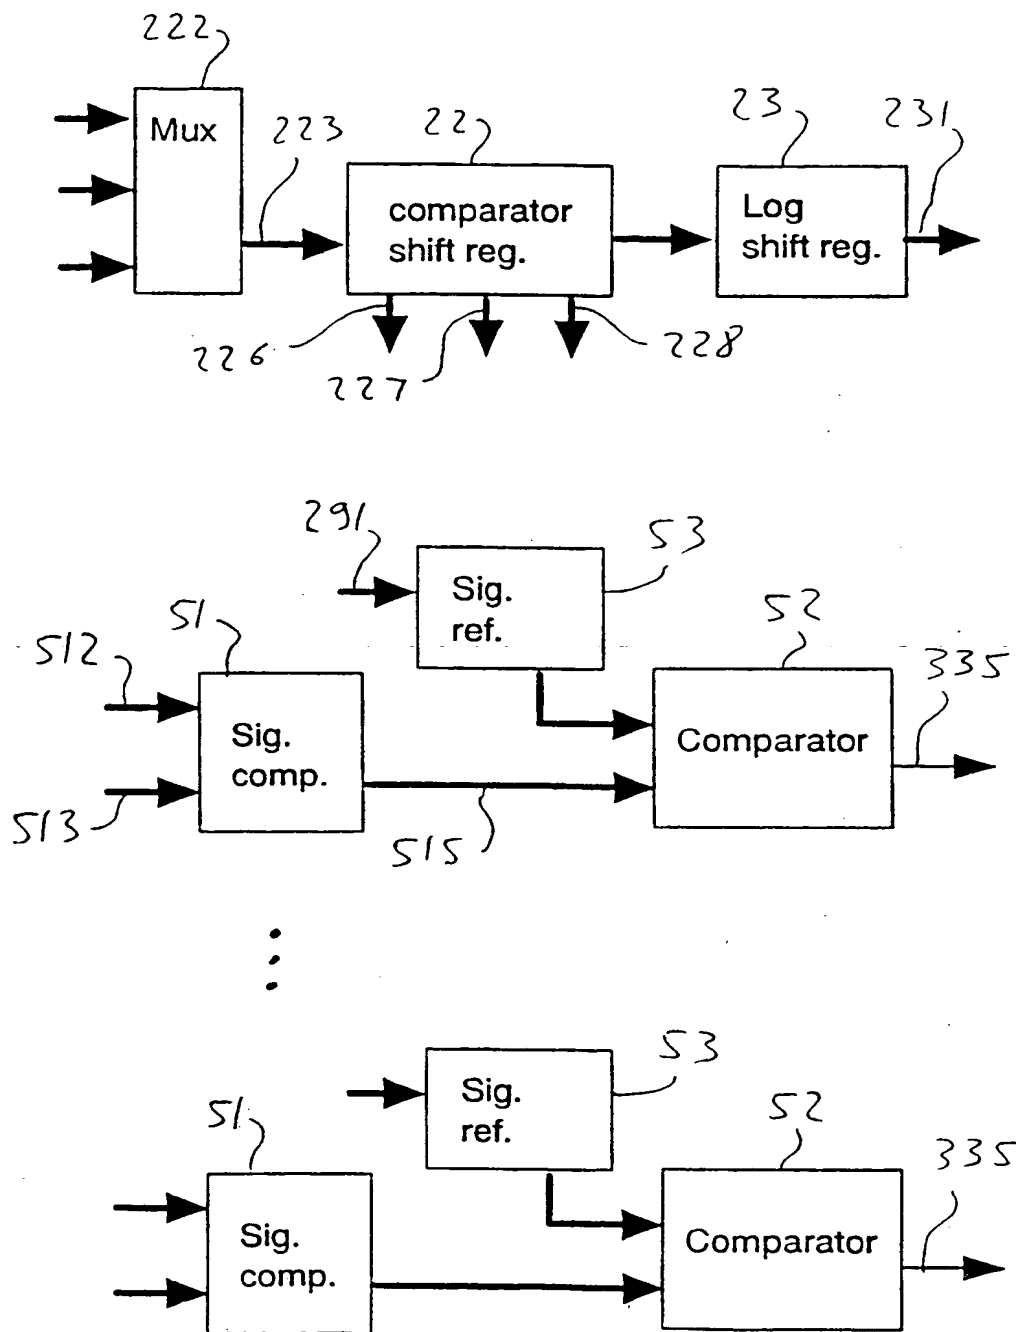 222
Mux
223
22
comparator
shift reg.
23
Log
shift reg.
231
226
227
228
291
Sig.
ref.
53
512
51
Sig.
comp.
513
515
52
Comparator
335
Sig.
ref.
53
51
Sig.
comp.
52
Comparator
335